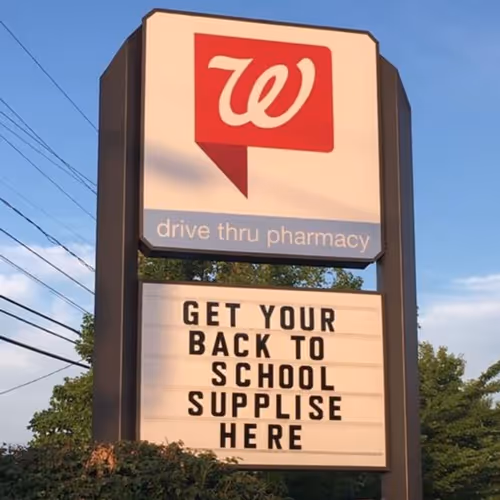 W
drive thru pharmacy
GET YOUR
BACK TO
SCHOOL
SUPPLISE
HERE